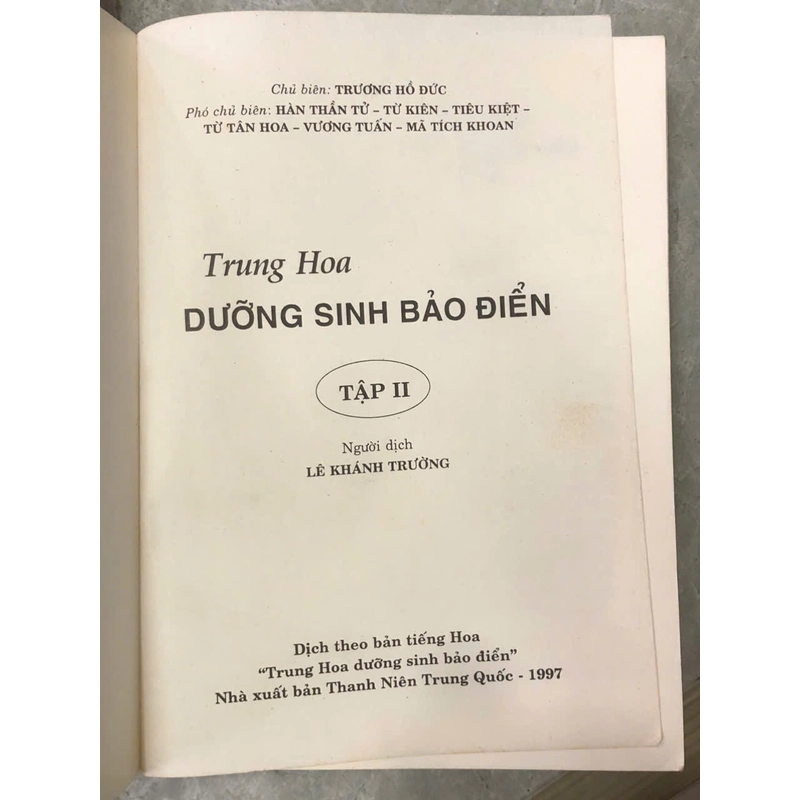 Chủ biên: TRƯƠNG HỒ ĐỨC
Phó chủ biên: HÀN THẦN TỬ – TỪ KIÊN – TIÊU KIỆT –
TỪ TÂN HOA – VƯƠNG TUẤN – MÃ TÍCH KHOAN
Trung Hoa
DƯỠNG SINH BẢO ĐIỂN
TẬP II
Người dịch
LÊ KHÁNH TRƯỜNG
Dịch theo bản tiếng Hoa
“Trung Hoa dưỡng sinh bảo điển”
Nhà xuất bản Thanh Niên Trung Quốc - 1997